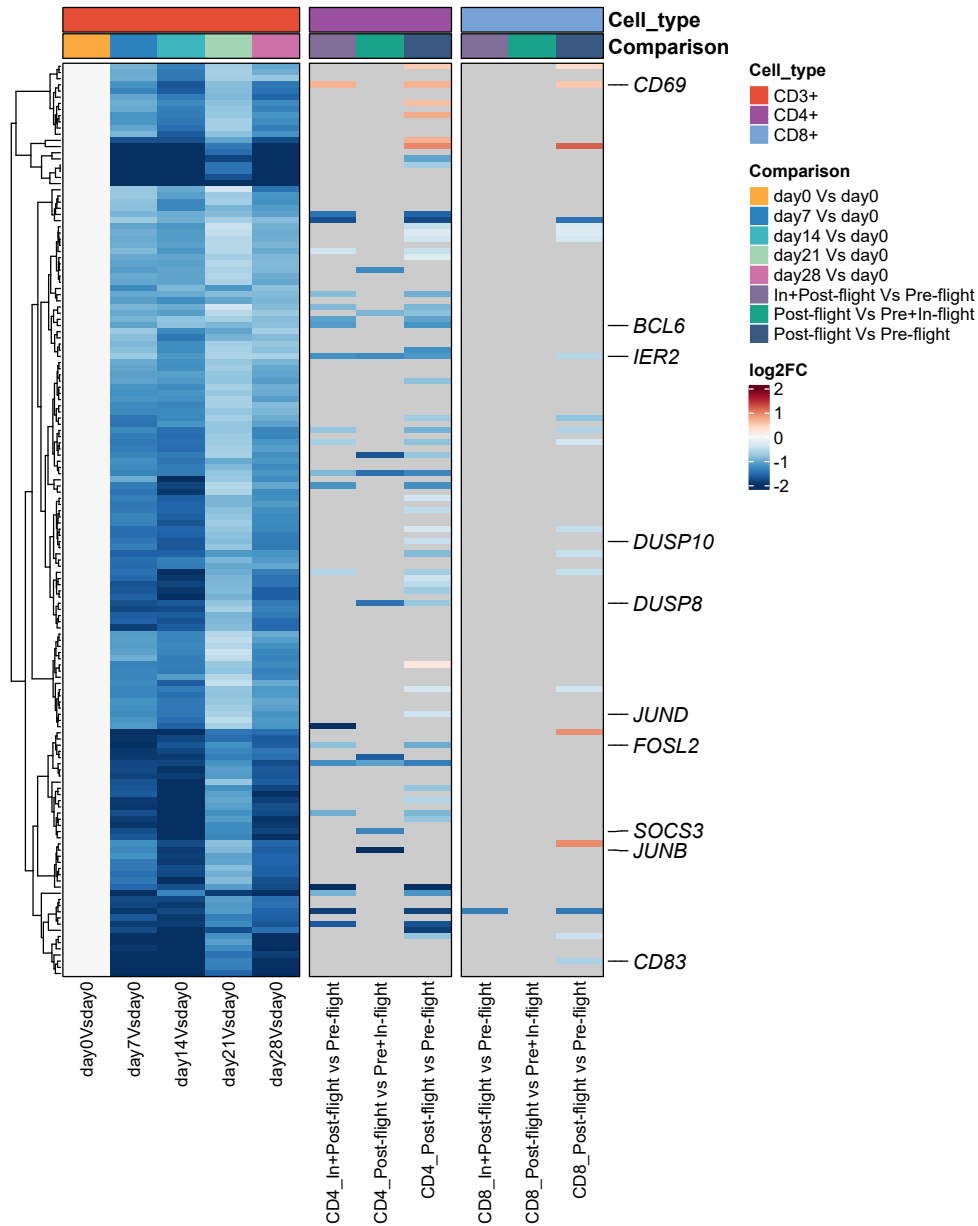 Cell_type
Comparison
CD69
BCL6
IER2
DUSP10
DUSP8
JUND
FOSL2
SOCS3
JUNB
CD83
Cell_type
CD3+
CD4+
CD8+
Comparison
day0 Vs day0
day7 Vs day0
day14 Vs day0
day21 Vs day0
day28 Vs day0
In+Post-flight Vs Pre-flight
Post-flight Vs Pre+In-flight
Post-flight Vs Pre-flight
log2FC
2
1
0
-1
-2
day0Vsday0
day7Vsday0
day14Vsday0
day21Vsday0
day28Vsday0
CD4_In+Post-flight vs Pre-flight
CD4_Post-flight vs Pre+In-flight
CD4_Post-flight vs Pre-flight
CD8_In+Post-flight vs Pre-flight
CD8_Post-flight vs Pre+In-flight
CD8_Post-flight vs Pre-flight